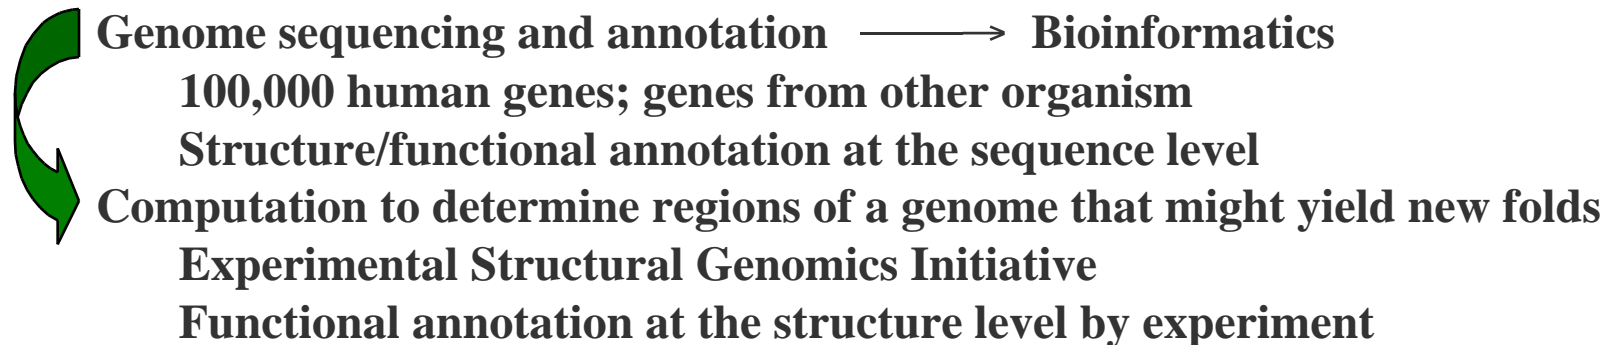 Genome sequencing and annotation → Bioinformatics
100,000 human genes; genes from other organism
Structure/functional annotation at the sequence level
Computation to determine regions of a genome that might yield new folds
Experimental Structural Genomics Initiative
Functional annotation at the structure level by experiment